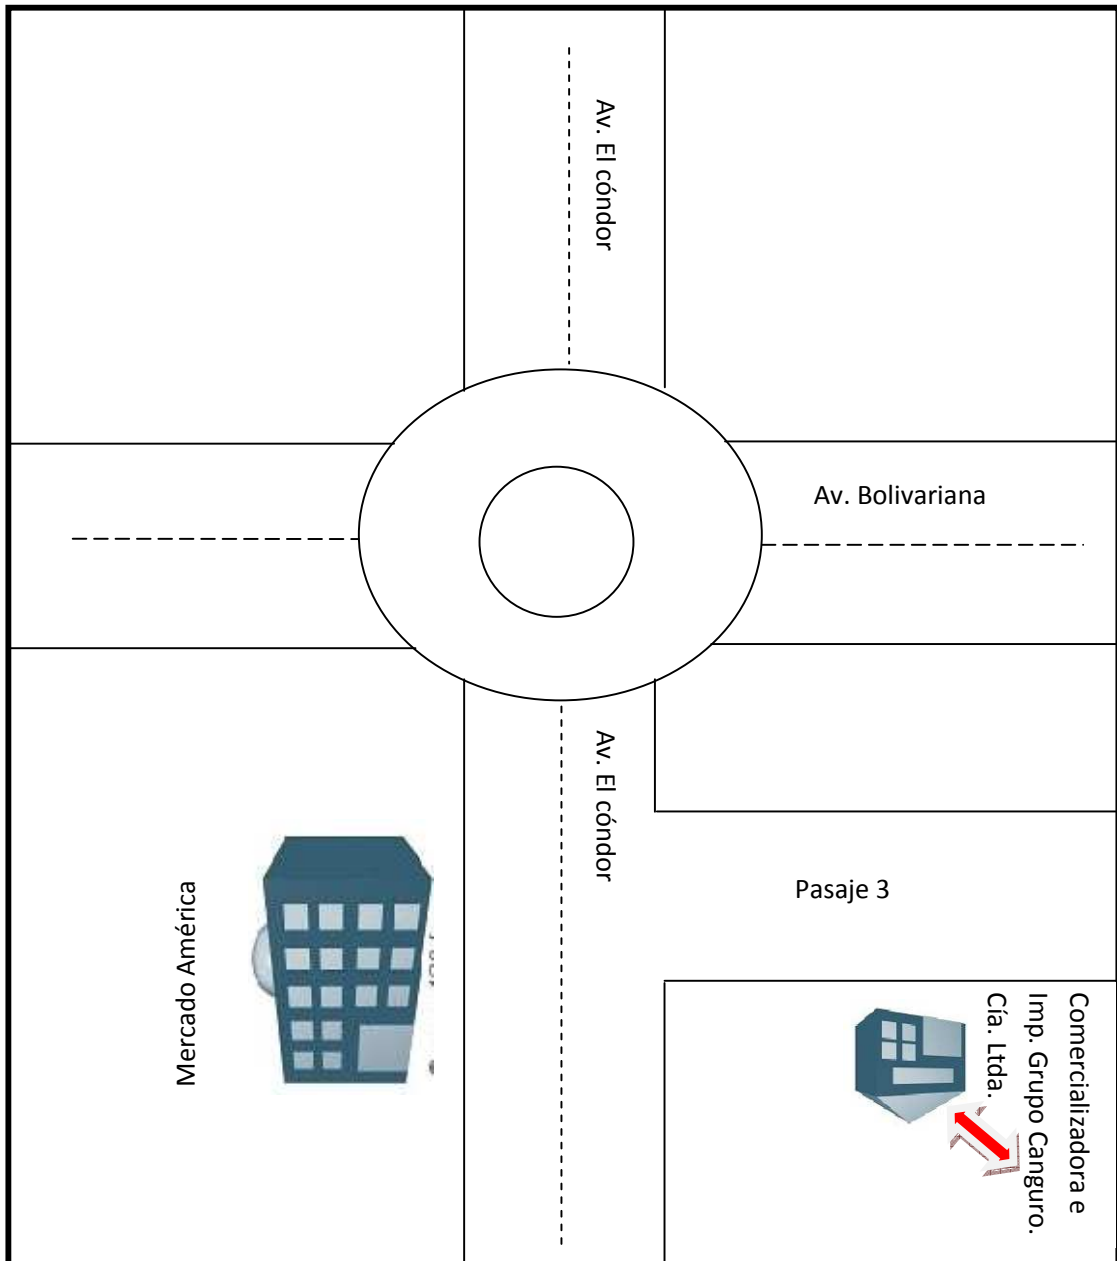 Av. El cóndor
Av. Bolivariana
Av. El cóndor
Mercado América
Pasaje 3
Comercializadora e
Imp. Grupo Canguro.
Cía. Ltda.